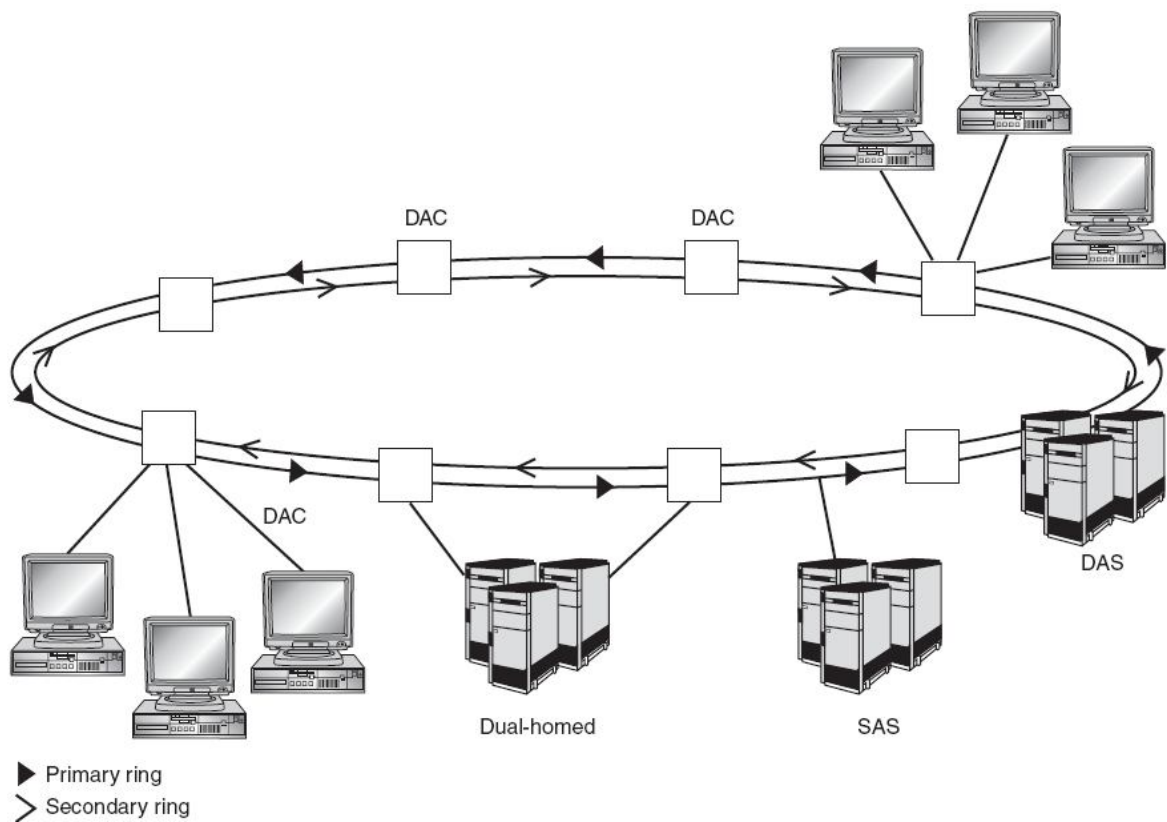 DAC
DAC
DAC
DAS
Dual-homed
SAS
Primary ring
Secondary ring